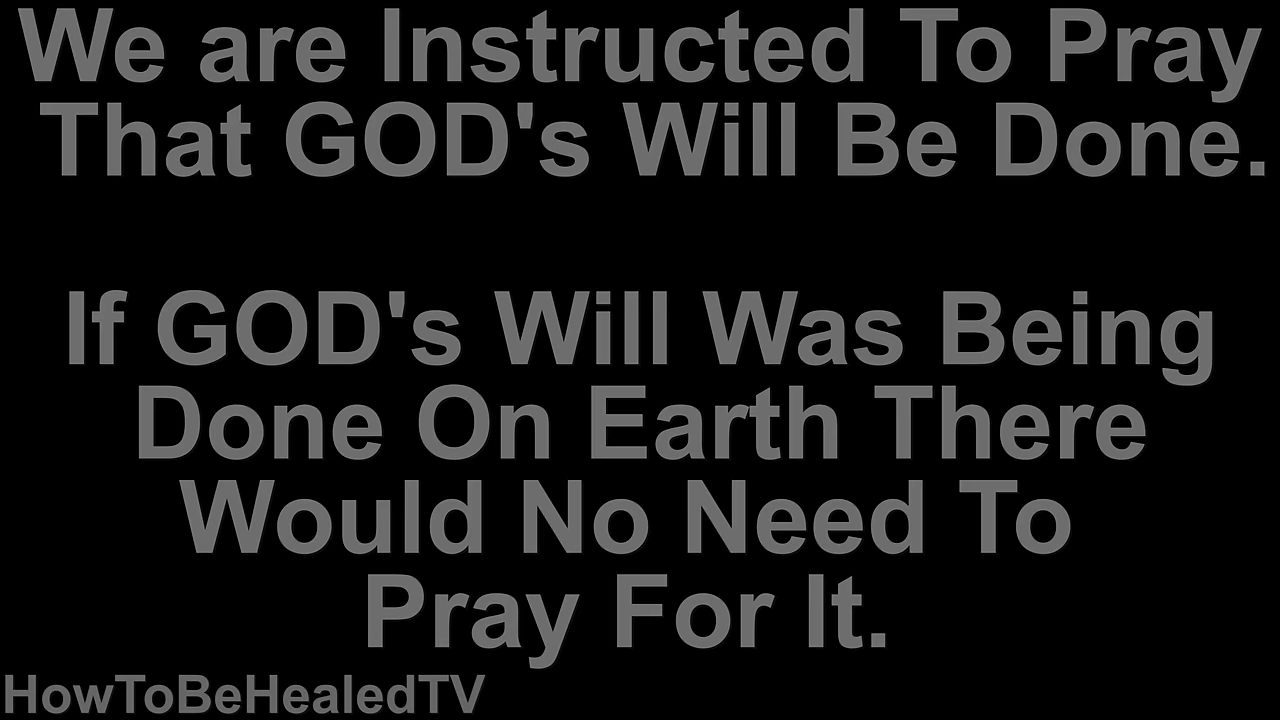 We are Instructed To Pray
That GOD's Will Be Done.
If GOD's Will Was Being
Done On Earth There
Would No Need To
Pray For It.
HowToBeHealedTV